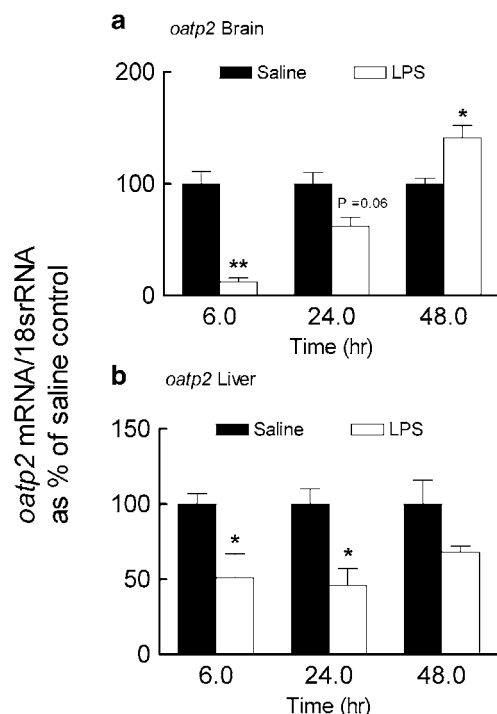 a oatp2 Brain
Saline LPS
200
*
P =0.06
100
**
0
6.0 24.0 48.0
Time (hr)
oatp2 mRNA/18srRNA
as % of saline control
b oatp2 Liver
150
Saline LPS
100
* *
50
0
6.0 24.0 48.0
Time (hr)